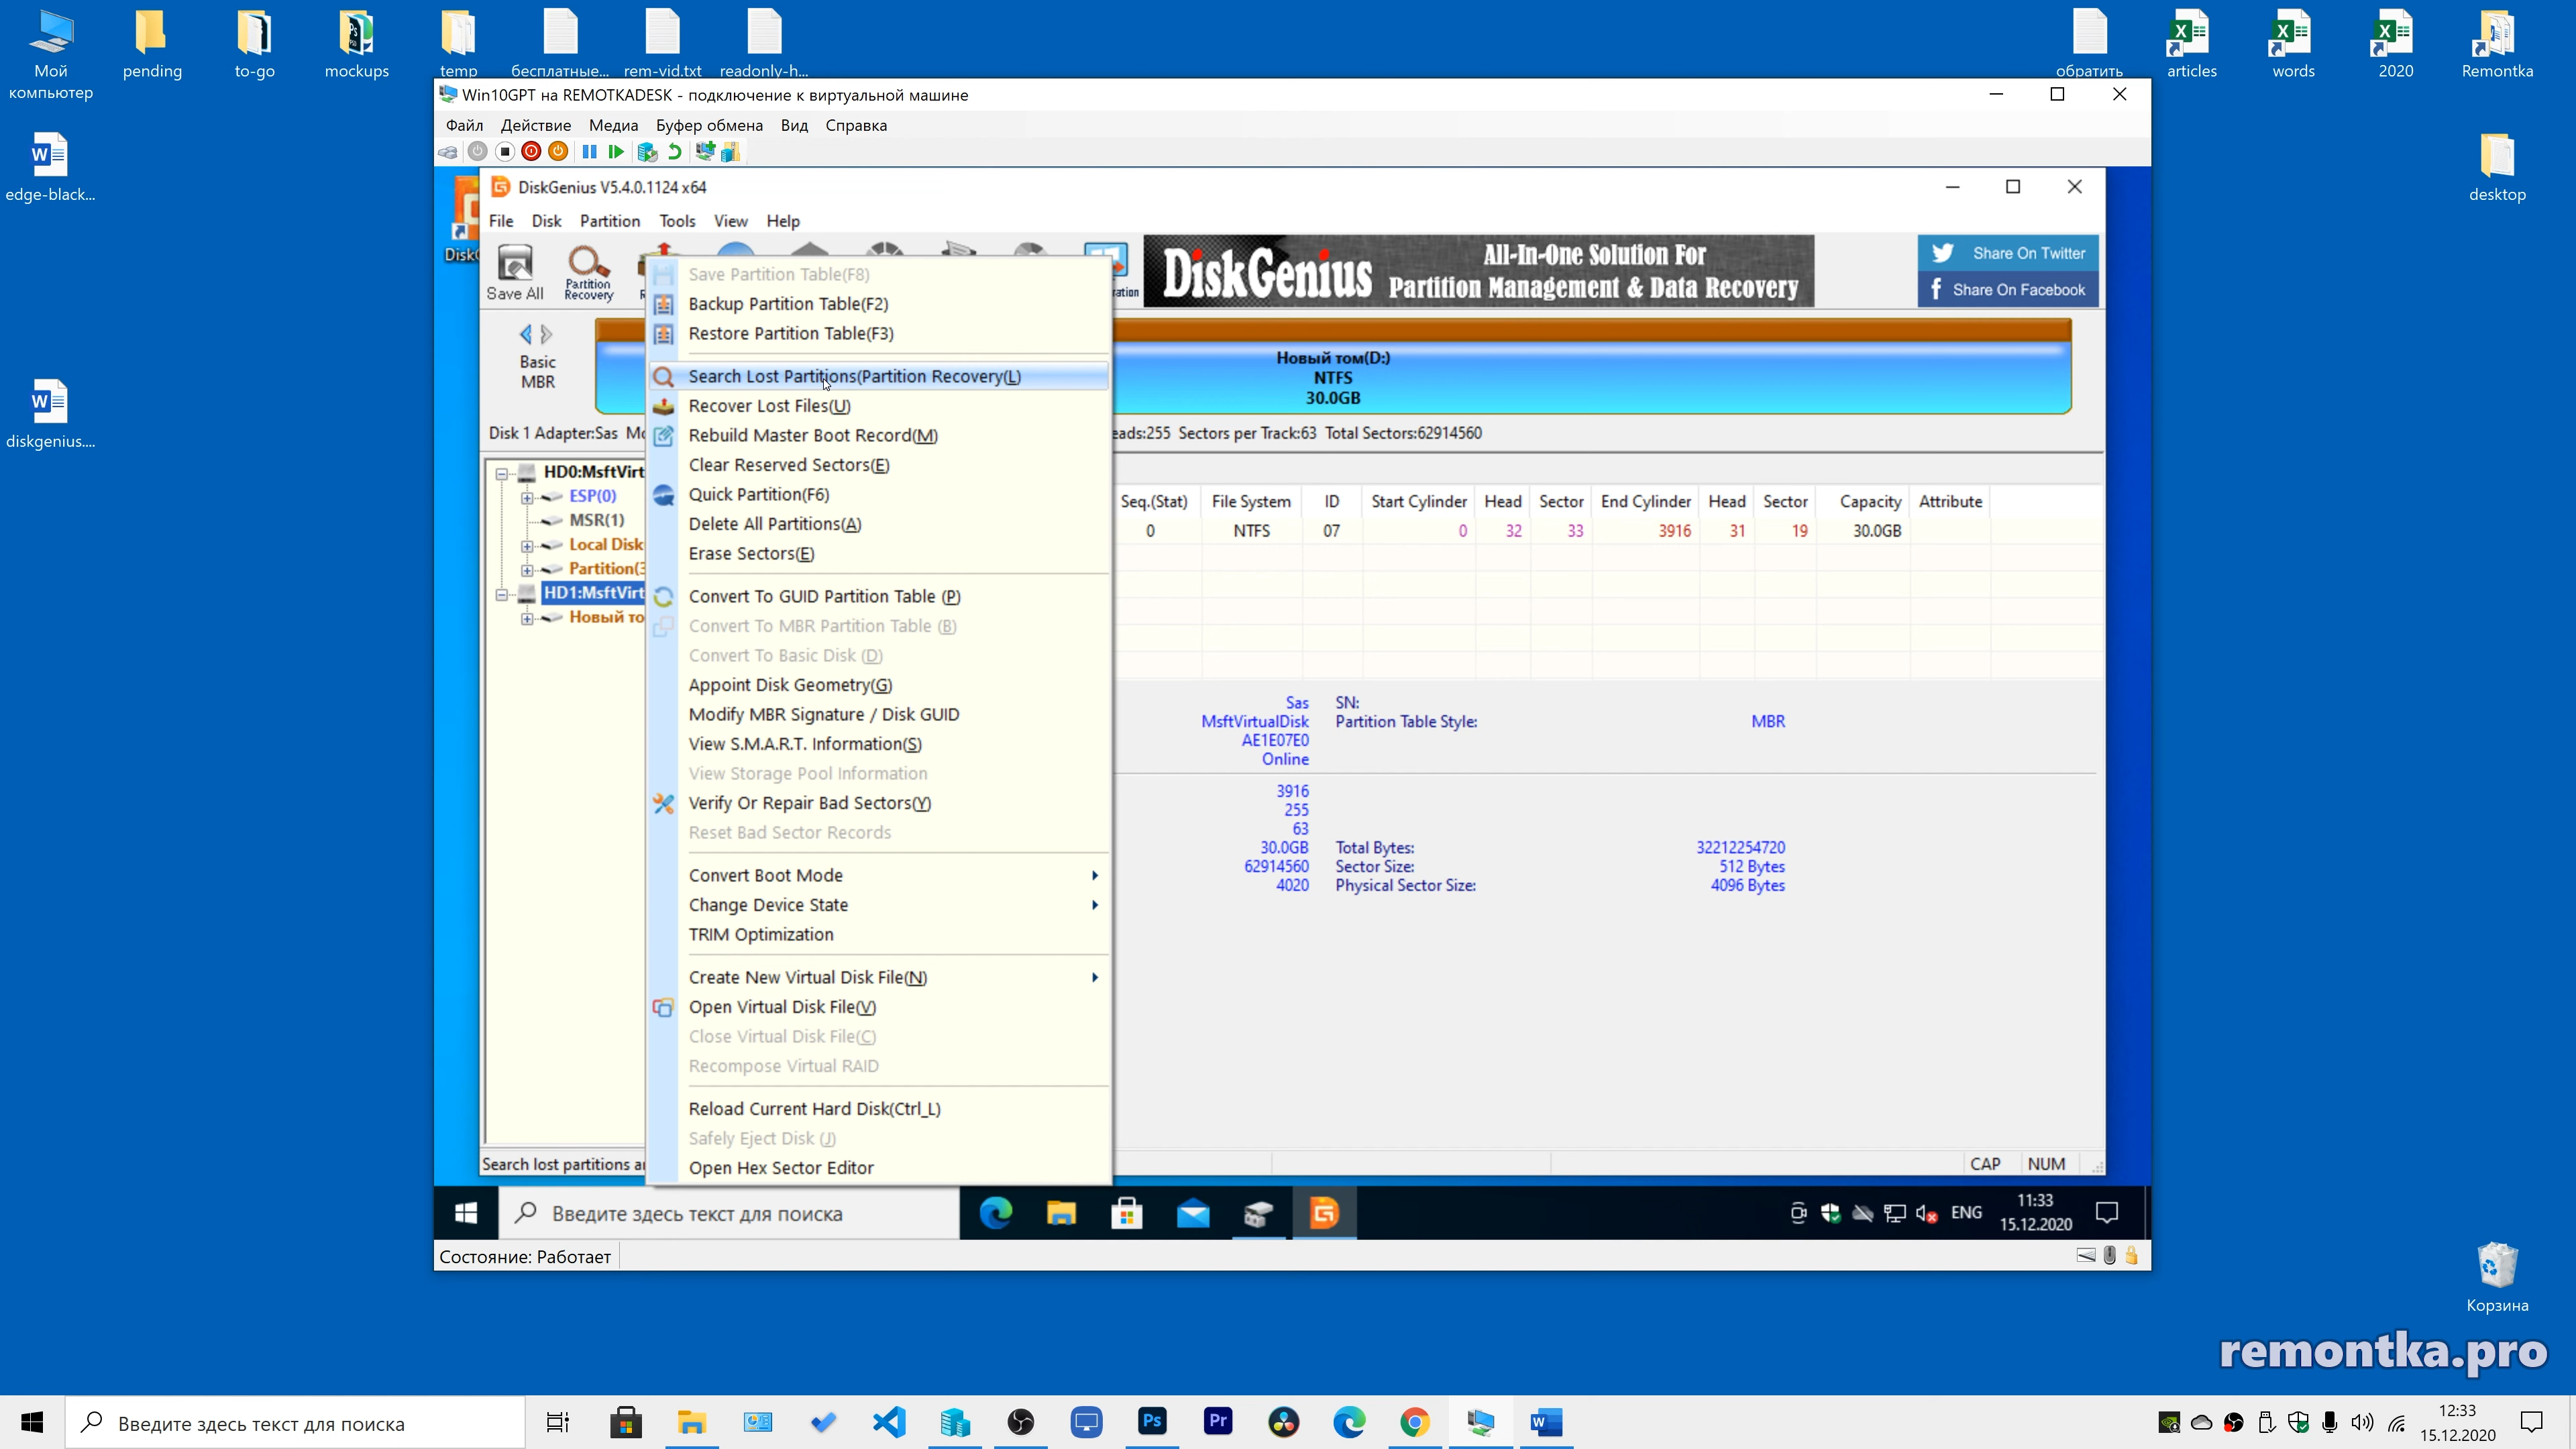 Мой
компьютер
pending
to-go
mockups
temp
бесплатные...
rem-vid.txt
readonly-h...
обратить
articles
words
2020
Remontka
edge-black...
desktop
diskgenius....
Корзина
Win10GPT на REMOTKADESK - подключение к виртуальной машине
Файл Действие Медиа Буфер обмена Вид Справка
DiskGenius V5.4.0.1124 x64
File Disk Partition Tools View Help
Save All
Partition
Recovery
DiskGenius
All-In-One Solution For
Partition Management & Data Recovery
Share On Twitter
Share On Facebook
Basic
MBR
Новый том(D:)
NTFS
30.0GB
Disk 1 Adapter:Sas
eads:255 Sectors per Track:63 Total Sectors:62914560
HD0:MsftVirt
ESP(0)
MSR(1)
Local Disk
Partition(3
HD1:MsftVirt
Новый то
Save Partition Table(F8)
Backup Partition Table(F2)
Restore Partition Table(F3)
Search Lost Partitions(Partition Recovery(L)
Recover Lost Files(U)
Rebuild Master Boot Record(M)
Clear Reserved Sectors(E)
Quick Partition(F6)
Delete All Partitions(A)
Erase Sectors(E)
Convert To GUID Partition Table (P)
Convert To MBR Partition Table (B)
Convert To Basic Disk (D)
Appoint Disk Geometry(G)
Modify MBR Signature / Disk GUID
View S.M.A.R.T. Information(S)
View Storage Pool Information
Verify Or Repair Bad Sectors(Y)
Reset Bad Sector Records
Convert Boot Mode
Change Device State
TRIM Optimization
Create New Virtual Disk File(N)
Open Virtual Disk File(V)
Close Virtual Disk File(C)
Recompose Virtual RAID
Reload Current Hard Disk(Ctrl_L)
Safely Eject Disk (J)
Open Hex Sector Editor
Seq.(Stat) File System ID Start Cylinder Head Sector End Cylinder Head Sector Capacity Attribute
0 NTFS 07 0 32 33 3916 31 19 30.0GB
Sas SN:
MsftVirtualDisk Partition Table Style: MBR
AE1E07E0
Online
3916
255
63
30.0GB Total Bytes: 32212254720
62914560 Sector Size: 512 Bytes
4020 Physical Sector Size: 4096 Bytes
Search lost partitions
CAP NUM
Введите здесь текст для поиска
ENG
11:33
15.12.2020
Состояние: Работает
remontka.pro
Введите здесь текст для поиска
Ps
Pr
12:33
15.12.2020